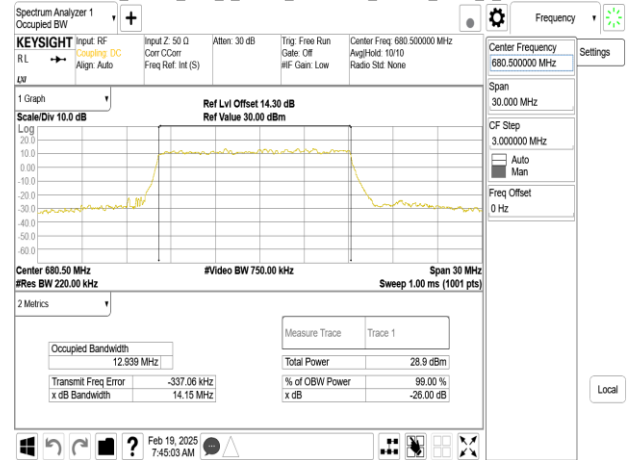 Spectrum Analyzer 1
Occupied BW
Frequency
KEYSIGHT
Input: RF
Coupling: DC
Align: Auto
Input Z: 50 Ω
Corr CCorr
Freq Ref: Int (S)
Atten: 30 dB
Trig: Free Run
Gate: Off
#IF Gain: Low
Center Freq: 680.500000 MHz
Avg|Hold: 10/10
Radio Std: None
RL
LXI
Center Frequency
680.500000 MHz
Settings
Span
30.000 MHz
CF Step
3.000000 MHz
Auto
Man
Freq Offset
0 Hz
1 Graph
Scale/Div 10.0 dB
Ref Lvl Offset 14.30 dB
Ref Value 30.00 dBm
Log
20.0
10.0
0.00
-10.0
-20.0
-30.0
-40.0
-50.0
-60.0
Center 680.50 MHz
#Video BW 750.00 kHz
Span 30 MHz
#Res BW 220.00 kHz
Sweep 1.00 ms (1001 pts)
2 Metrics
Measure Trace
Trace 1
Occupied Bandwidth
12.939 MHz
Total Power
28.9 dBm
Transmit Freq Error
-337.06 kHz
% of OBW Power
99.00 %
x dB Bandwidth
14.15 MHz
x dB
-26.00 dB
Local
Feb 19, 2025
7:45:03 AM